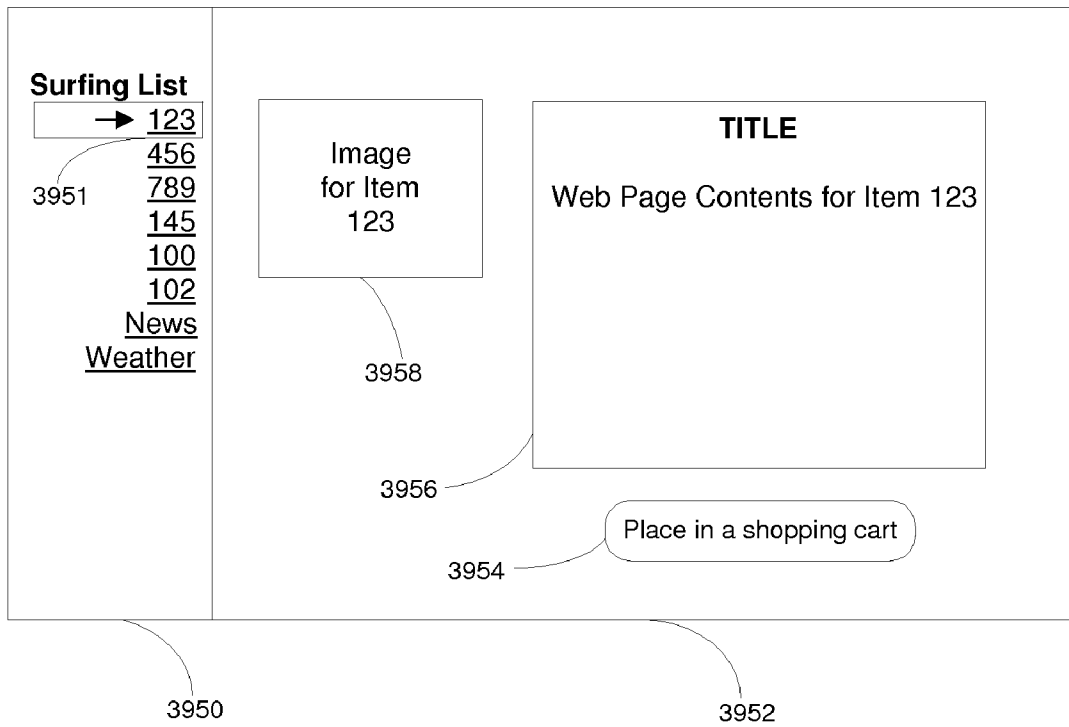 Surfing List
123
456
789
145
100
102
News
Weather
3951
Image
for Item
123
3958
TITLE
Web Page Contents for Item 123
3956
Place in a shopping cart
3954
3950
3952